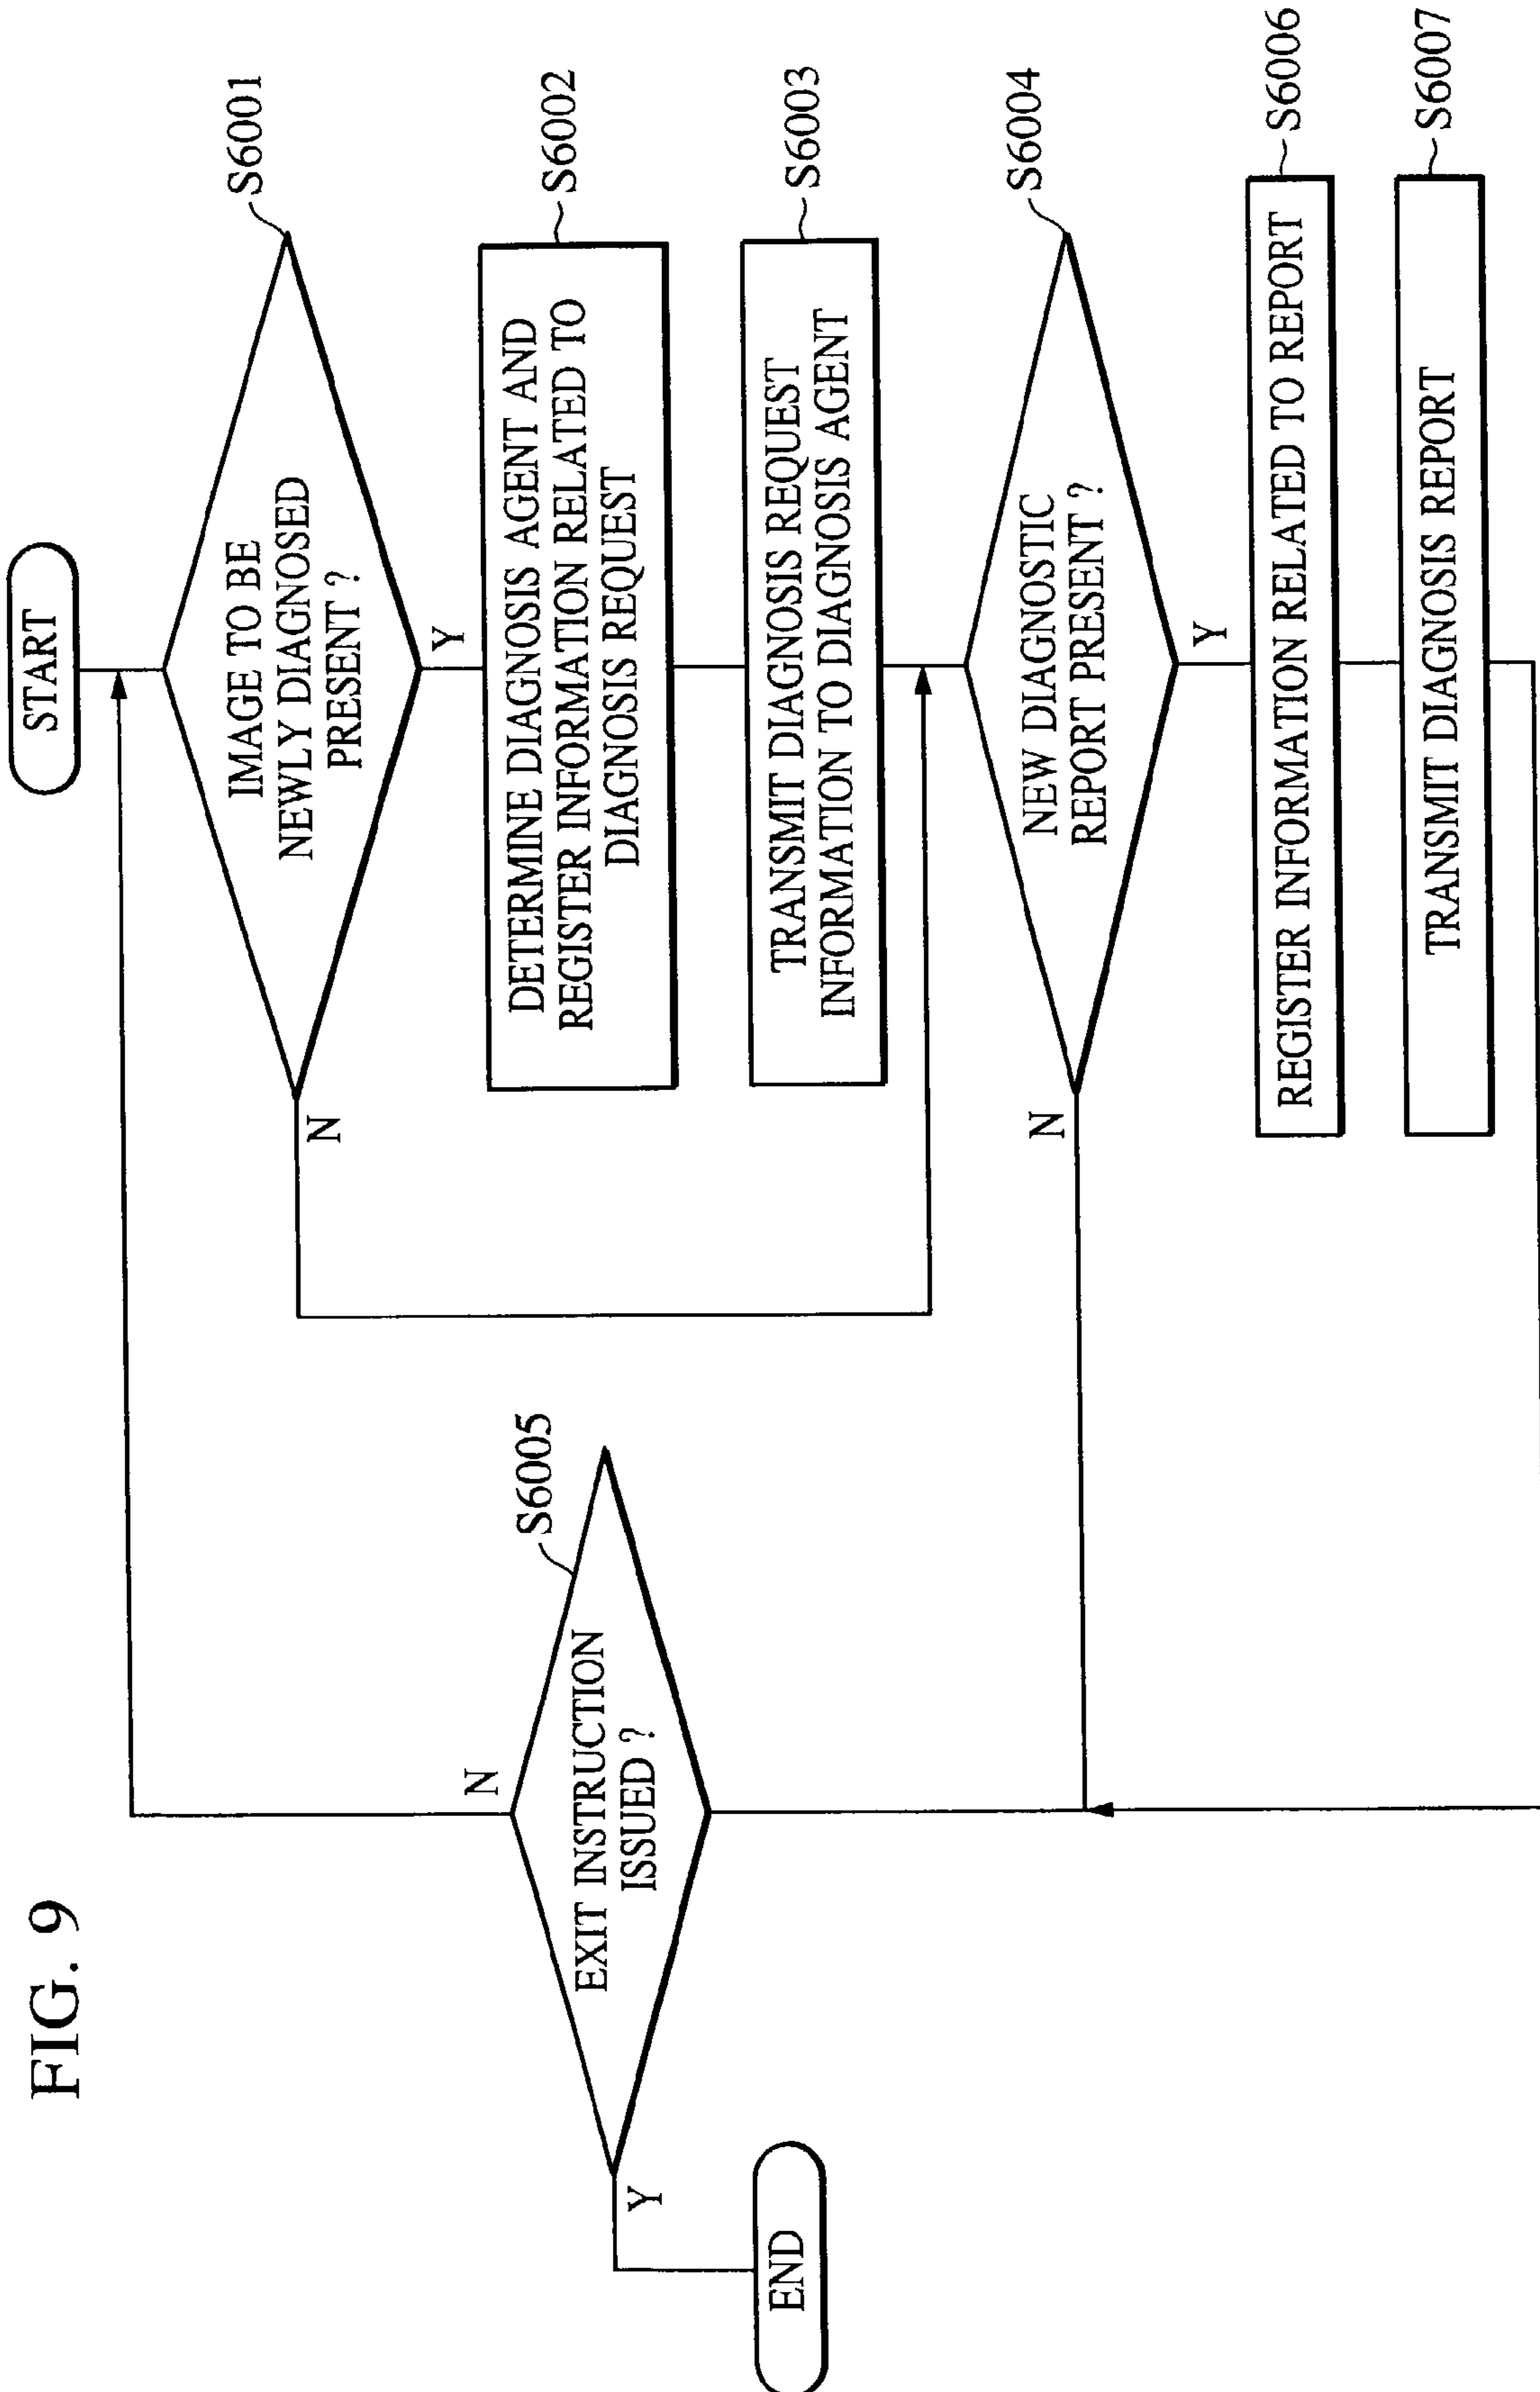 FIG. 9
START
IMAGE TO BE
NEWLY DIAGNOSED
PRESENT ?
S6001
N
Y
DETERMINE DIAGNOSIS AGENT AND
REGISTER INFORMATION RELATED TO
DIAGNOSIS REQUEST
S6002
TRANSMIT DIAGNOSIS REQUEST
INFORMATION TO DIAGNOSIS AGENT
S6003
NEW DIAGNOSTIC
REPORT PRESENT ?
S6004
N
Y
REGISTER INFORMATION RELATED TO REPORT
S6006
TRANSMIT DIAGNOSIS REPORT
S6007
EXIT INSTRUCTION
ISSUED ?
S6005
N
Y
END